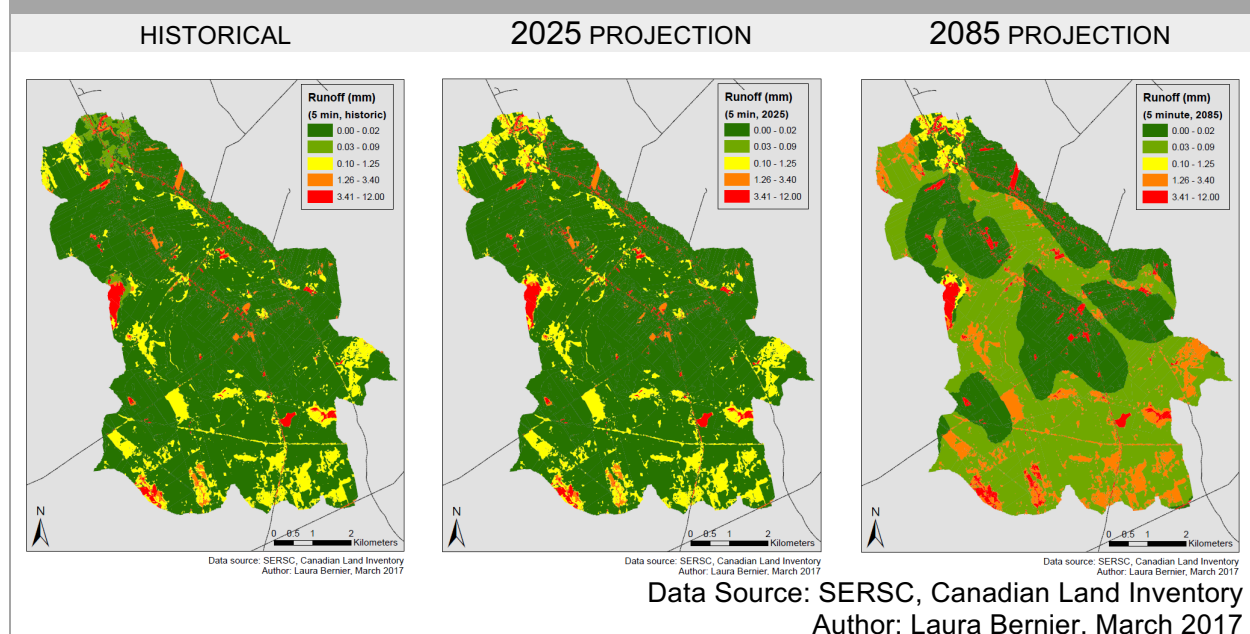 HISTORICAL
2025 PROJECTION
2085 PROJECTION
Runoff (mm)
(5 min, historic)
0.00 - 0.02
0.03 - 0.09
0.10 - 1.25
1.26 - 3.40
3.41 - 12.00
N
0 0.5 1 2
Kilometers
Data source: SERSC, Canadian Land Inventory
Author: Laura Bernier, March 2017
Runoff (mm)
(5 min, 2025)
0.00 - 0.02
0.03 - 0.09
0.10 - 1.25
1.26 - 3.40
3.41 - 12.00
N
0 0.5 1 2
Kilometers
Data source: SERSC, Canadian Land Inventory
Author: Laura Bernier, March 2017
Runoff (mm)
(5 minute, 2085)
0.00 - 0.02
0.03 - 0.09
0.10 - 1.25
1.26 - 3.40
3.41 - 12.00
N
0 0.5 1 2
Kilometers
Data source: SERSC, Canadian Land Inventory
Author: Laura Bernier, March 2017
Data Source: SERSC, Canadian Land Inventory
Author: Laura Bernier, March 2017